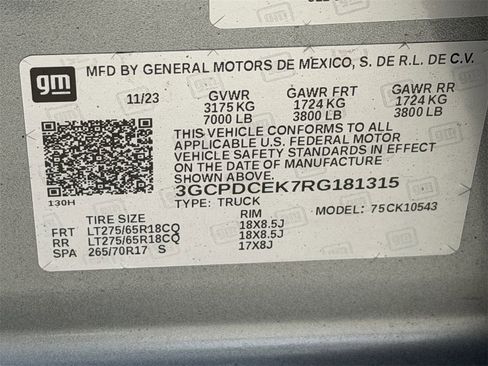 gm
MFD BY GENERAL MOTORS DE MEXICO, S. DE R.L. DE C.V.
11/23 GVWR GAWR FRT GAWR RR
3175 KG 1724 KG 1724 KG
7000 LB 3800 LB 3800 LB
THIS VEHICLE CONFORMS TO ALL
APPLICABLE U.S. FEDERAL MOTOR
VEHICLE SAFETY STANDARDS IN EFFECT
ON THE DATE OF MANUFACTURE
SHOWN ABOVE.
3GCPDCEK7RG181315
130H
TYPE: TRUCK MODEL: 75CK10543
TIRE SIZE RIM
FRT LT275/65R18CQ 18X8.5J
RR LT275/65R18CQ 18X8.5J
SPA 265/70R17 S 17X8J